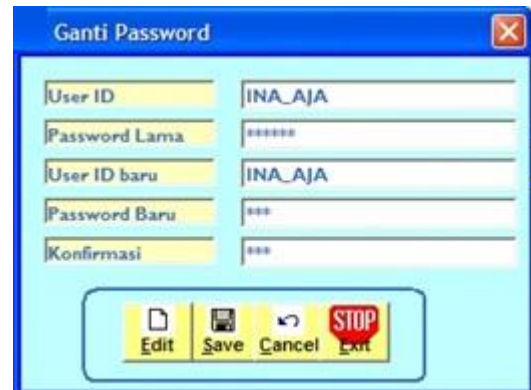 Ganti Password
User ID INA_AJA
Password Lama ******
User ID baru INA_AJA
Password Baru ***
Konfirmasi ***
STOP
Edit Save Cancel Exit